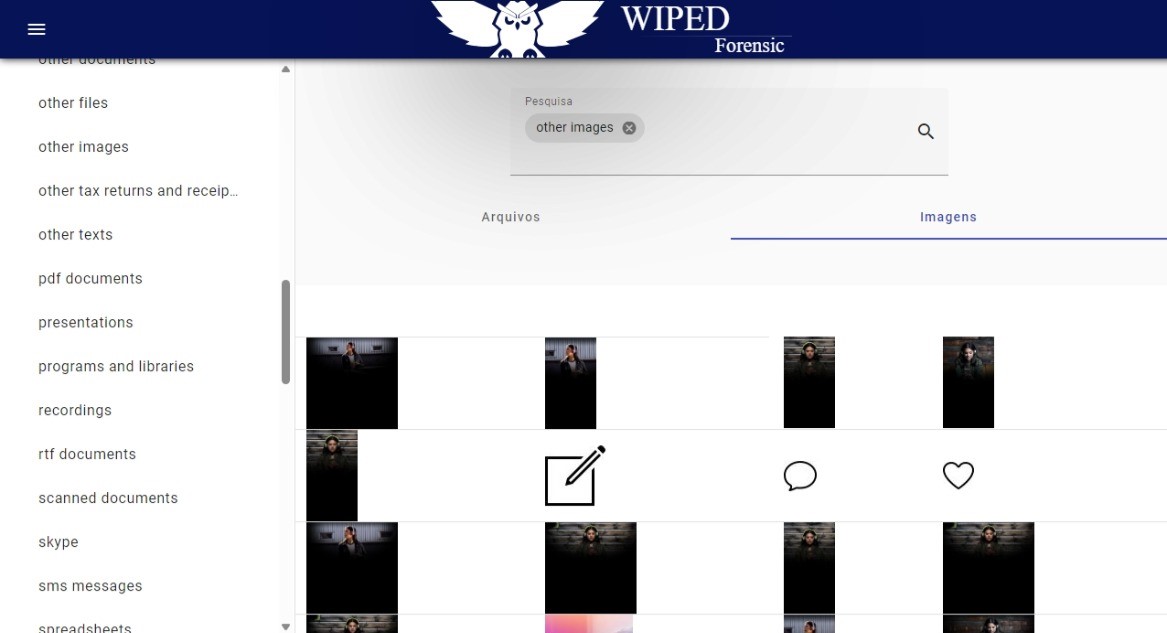 WIPED
Forensic
other documents
other files
other images
other tax returns and receip...
other texts
pdf documents
presentations
programs and libraries
recordings
rtf documents
scanned documents
skype
sms messages
spreadsheets
Pesquisa
other images
Arquivos
Imagens